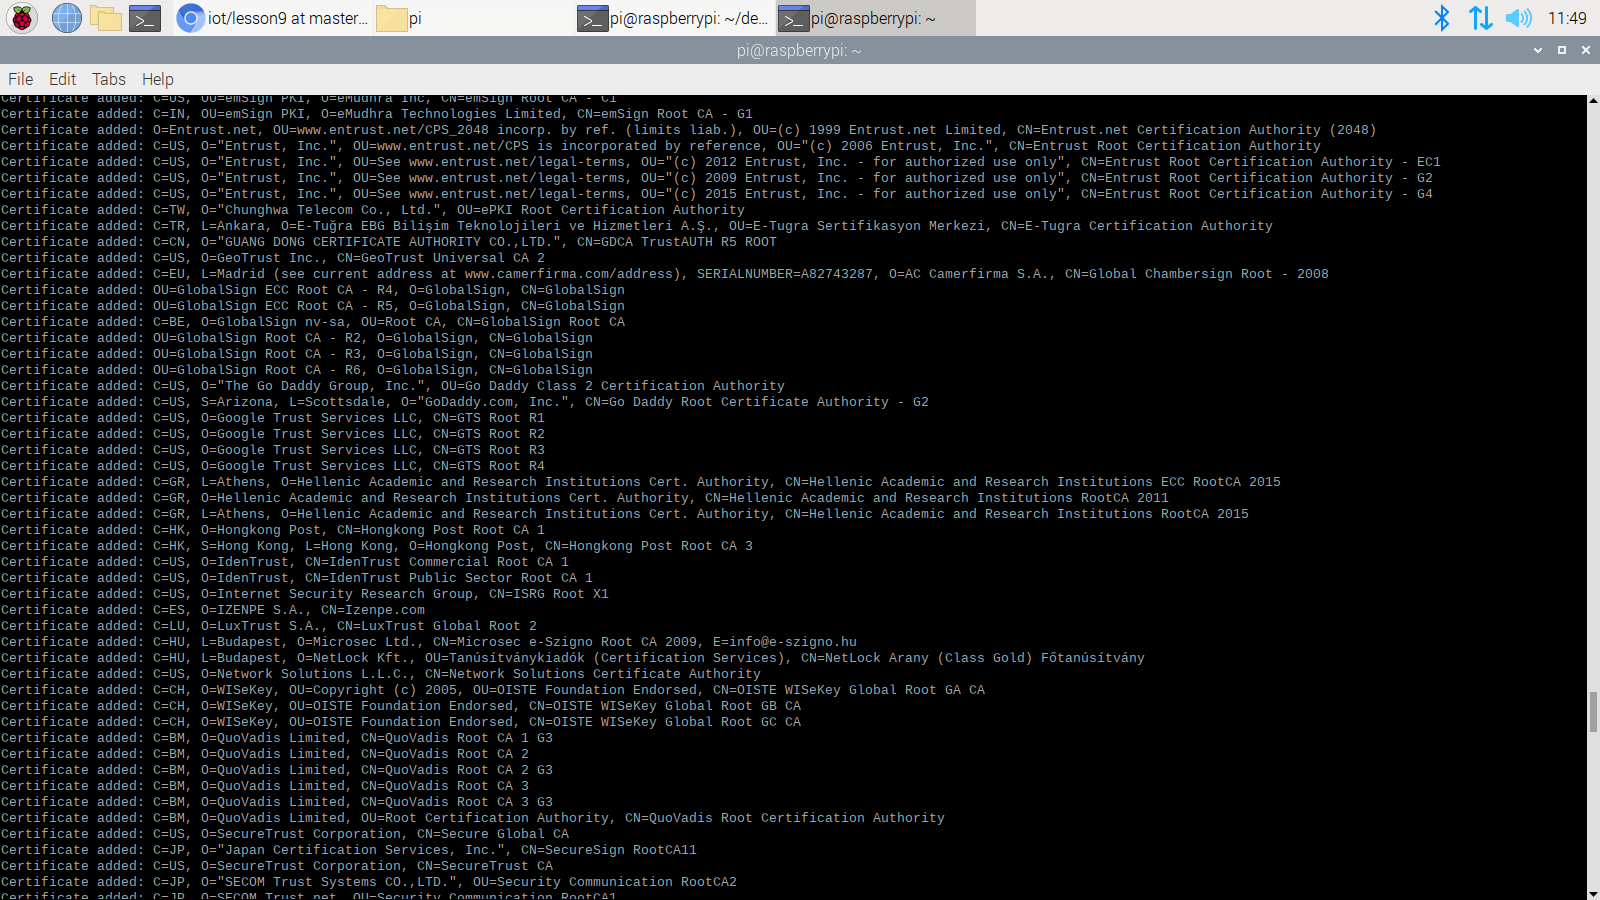 iot/lesson9 at master...
pi
pi@raspberrypi: ~/de...
pi@raspberrypi: ~
11:49
pi@raspberrypi: ~
File Edit Tabs Help
Certificate added: C=US, OU=emSign PKI, O=eMudhra Inc, CN=emSign Root CA - C1
Certificate added: C=IN, OU=emSign PKI, O=eMudhra Technologies Limited, CN=emSign Root CA - G1
Certificate added: O=Entrust.net, OU=www.entrust.net/CPS_2048 incorp. by ref. (limits liab.), OU=(c) 1999 Entrust.net Limited, CN=Entrust.net Certification Authority (2048)
Certificate added: C=US, O="Entrust, Inc.", OU=www.entrust.net/CPS is incorporated by reference, OU="(c) 2006 Entrust, Inc.", CN=Entrust Root Certification Authority
Certificate added: C=US, O="Entrust, Inc.", OU=See www.entrust.net/legal-terms, OU="(c) 2012 Entrust, Inc. - for authorized use only", CN=Entrust Root Certification Authority - EC1
Certificate added: C=US, O="Entrust, Inc.", OU=See www.entrust.net/legal-terms, OU="(c) 2009 Entrust, Inc. - for authorized use only", CN=Entrust Root Certification Authority - G2
Certificate added: C=US, O="Entrust, Inc.", OU=See www.entrust.net/legal-terms, OU="(c) 2015 Entrust, Inc. - for authorized use only", CN=Entrust Root Certification Authority - G4
Certificate added: C=TW, O="Chunghwa Telecom Co., Ltd.", OU=ePKI Root Certification Authority
Certificate added: C=TR, L=Ankara, O=E-Tuğra EBG Bilişim Teknolojileri ve Hizmetleri A.Ş., OU=E-Tugra Sertifikasyon Merkezi, CN=E-Tugra Certification Authority
Certificate added: C=CN, O="GUANG DONG CERTIFICATE AUTHORITY CO.,LTD.", CN=GDCA TrustAUTH R5 ROOT
Certificate added: C=US, O=GeoTrust Inc., CN=GeoTrust Universal CA 2
Certificate added: C=EU, L=Madrid (see current address at www.camerfirma.com/address), SERIALNUMBER=A82743287, O=AC Camerfirma S.A., CN=Global Chambersign Root - 2008
Certificate added: OU=GlobalSign ECC Root CA - R4, O=GlobalSign, CN=GlobalSign
Certificate added: OU=GlobalSign ECC Root CA - R5, O=GlobalSign, CN=GlobalSign
Certificate added: C=BE, O=GlobalSign nv-sa, OU=Root CA, CN=GlobalSign Root CA
Certificate added: OU=GlobalSign Root CA - R2, O=GlobalSign, CN=GlobalSign
Certificate added: OU=GlobalSign Root CA - R3, O=GlobalSign, CN=GlobalSign
Certificate added: OU=GlobalSign Root CA - R6, O=GlobalSign, CN=GlobalSign
Certificate added: C=US, O="The Go Daddy Group, Inc.", OU=Go Daddy Class 2 Certification Authority
Certificate added: C=US, S=Arizona, L=Scottsdale, O="GoDaddy.com, Inc.", CN=Go Daddy Root Certificate Authority - G2
Certificate added: C=US, O=Google Trust Services LLC, CN=GTS Root R1
Certificate added: C=US, O=Google Trust Services LLC, CN=GTS Root R2
Certificate added: C=US, O=Google Trust Services LLC, CN=GTS Root R3
Certificate added: C=US, O=Google Trust Services LLC, CN=GTS Root R4
Certificate added: C=GR, L=Athens, O=Hellenic Academic and Research Institutions Cert. Authority, CN=Hellenic Academic and Research Institutions ECC RootCA 2015
Certificate added: C=GR, O=Hellenic Academic and Research Institutions Cert. Authority, CN=Hellenic Academic and Research Institutions RootCA 2011
Certificate added: C=GR, L=Athens, O=Hellenic Academic and Research Institutions Cert. Authority, CN=Hellenic Academic and Research Institutions RootCA 2015
Certificate added: C=HK, O=Hongkong Post, CN=Hongkong Post Root CA 1
Certificate added: C=HK, S=Hong Kong, L=Hong Kong, O=Hongkong Post, CN=Hongkong Post Root CA 3
Certificate added: C=US, O=IdenTrust, CN=IdenTrust Commercial Root CA 1
Certificate added: C=US, O=IdenTrust, CN=IdenTrust Public Sector Root CA 1
Certificate added: C=US, O=Internet Security Research Group, CN=ISRG Root X1
Certificate added: C=ES, O=IZENPE S.A., CN=Izenpe.com
Certificate added: C=LU, O=LuxTrust S.A., CN=LuxTrust Global Root 2
Certificate added: C=HU, L=Budapest, O=Microsec Ltd., CN=Microsec e-Szigno Root CA 2009, E=info@e-szigno.hu
Certificate added: C=HU, L=Budapest, O=NetLock Kft., OU=Tanúsítványkiadók (Certification Services), CN=NetLock Arany (Class Gold) Főtanúsítvány
Certificate added: C=US, O=Network Solutions L.L.C., CN=Network Solutions Certificate Authority
Certificate added: C=CH, O=WISeKey, OU=Copyright (c) 2005, OU=OISTE Foundation Endorsed, CN=OISTE WISeKey Global Root GA CA
Certificate added: C=CH, O=WISeKey, OU=OISTE Foundation Endorsed, CN=OISTE WISeKey Global Root GB CA
Certificate added: C=CH, O=WISeKey, OU=OISTE Foundation Endorsed, CN=OISTE WISeKey Global Root GC CA
Certificate added: C=BM, O=QuoVadis Limited, CN=QuoVadis Root CA 1 G3
Certificate added: C=BM, O=QuoVadis Limited, CN=QuoVadis Root CA 2
Certificate added: C=BM, O=QuoVadis Limited, CN=QuoVadis Root CA 2 G3
Certificate added: C=BM, O=QuoVadis Limited, CN=QuoVadis Root CA 3
Certificate added: C=BM, O=QuoVadis Limited, CN=QuoVadis Root CA 3 G3
Certificate added: C=BM, O=QuoVadis Limited, OU=Root Certification Authority, CN=QuoVadis Root Certification Authority
Certificate added: C=US, O=SecureTrust Corporation, CN=Secure Global CA
Certificate added: C=JP, O="Japan Certification Services, Inc.", CN=SecureSign RootCA11
Certificate added: C=US, O=SecureTrust Corporation, CN=SecureTrust CA
Certificate added: C=JP, O="SECOM Trust Systems CO.,LTD.", OU=Security Communication RootCA2
Certificate added: C=JP, O=SECOM Trust.net, OU=Security Communication RootCA1